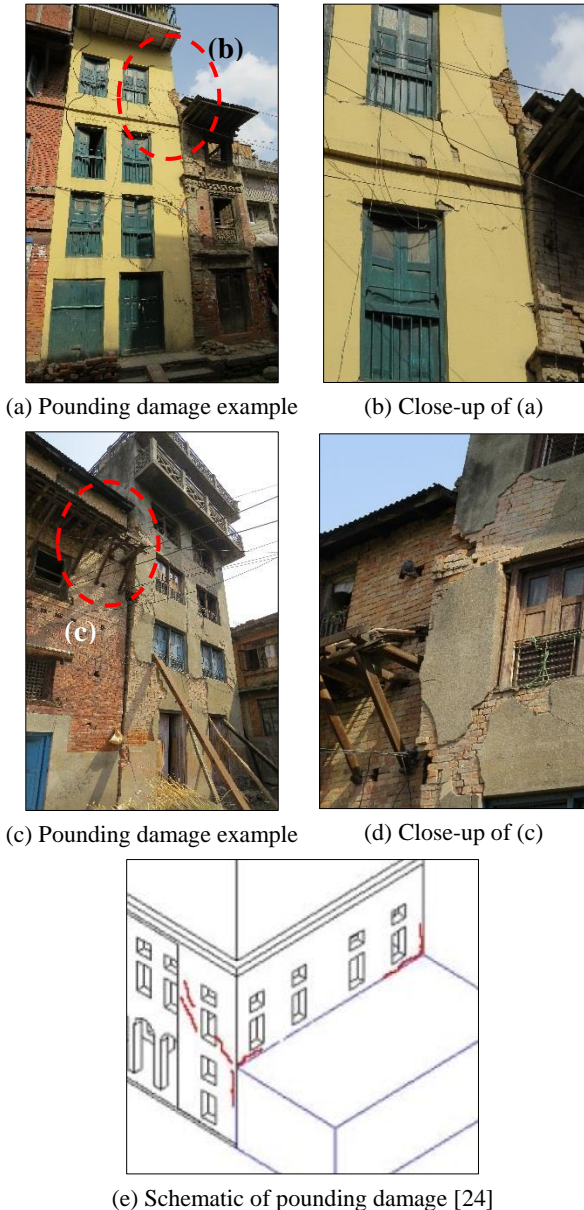 (b)
(a) Pounding damage example
(b) Close-up of (a)
(c)
(c) Pounding damage example
(d) Close-up of (c)
(e) Schematic of pounding damage [24]